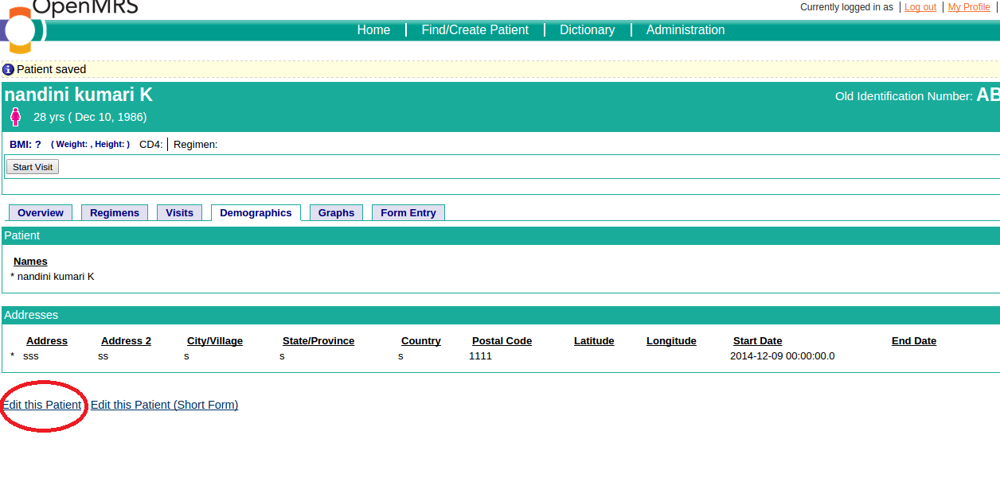 OpenMRS
Currently logged in as | Log out | My Profile |
Home | Find/Create Patient | Dictionary | Administration
Patient saved
nandini kumari K Old Identification Number: AB
28 yrs ( Dec 10, 1986)
BMI: ? ( Weight: , Height: ) CD4: | Regimen:
Start Visit
Overview Regimens Visits Demographics Graphs Form Entry
Patient
Names
* nandini kumari K
Addresses
Address Address 2 City/Village State/Province Country Postal Code Latitude Longitude Start Date End Date
* sss ss s s s 1111 2014-12-09 00:00:00.0
Edit this Patient Edit this Patient (Short Form)